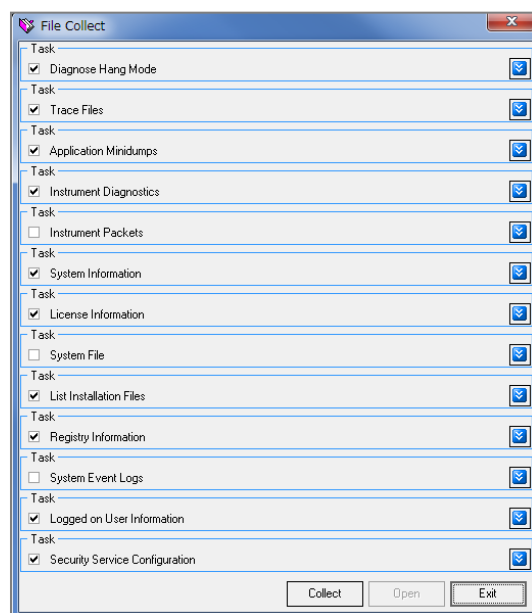 File Collect
Task
Diagnose Hang Mode
Task
Trace Files
Task
Application Minidumps
Task
Instrument Diagnostics
Task
Instrument Packets
Task
System Information
Task
License Information
Task
System File
Task
List Installation Files
Task
Registry Information
Task
System Event Logs
Task
Logged on User Information
Task
Security Service Configuration
Collect Open Exit